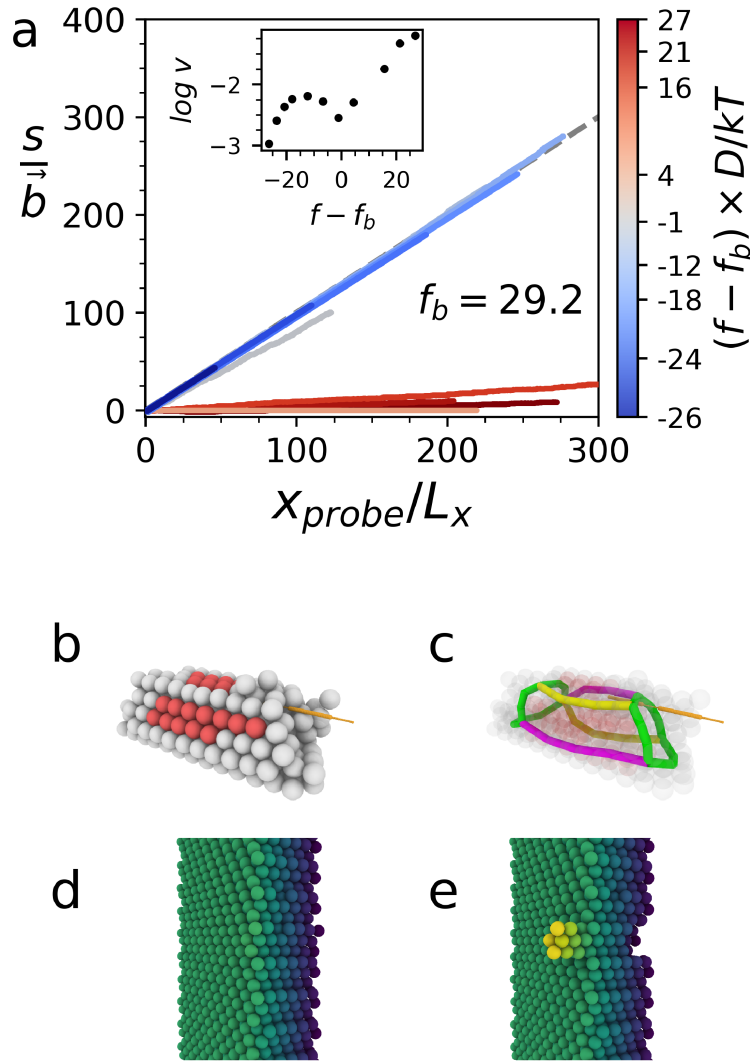 a
400
300
200
100
0
s
|b⃗|
0
100
200
300
x_probe/L_x
f_b = 29.2
log v
−2
−3
−20
0
20
f − f_b
27
21
16
4
-1
-12
-18
-24
-26
(f − f_b) × D/kT
b
c
d
e